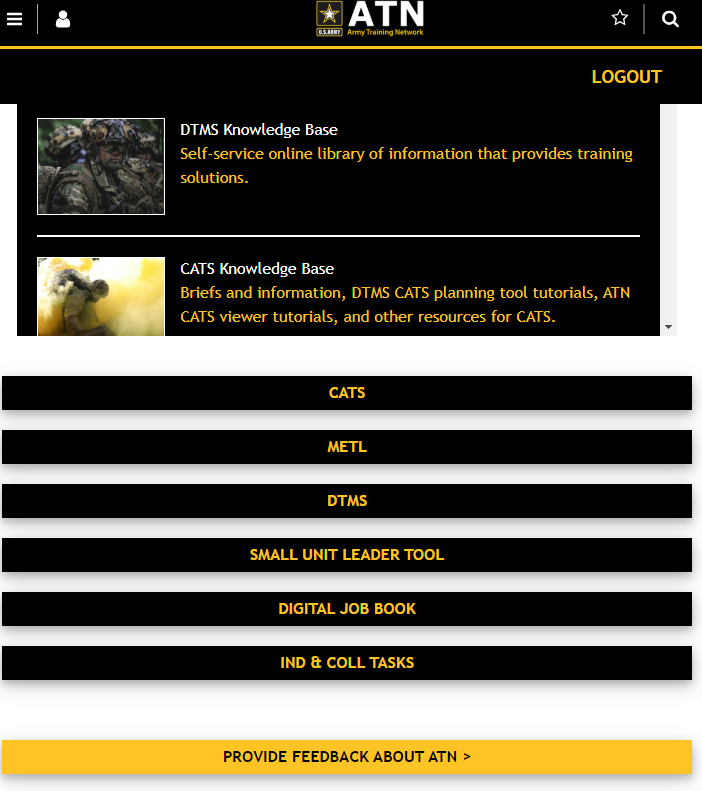 U.S.ARMY
ATN
Army Training Network
LOGOUT
DTMS Knowledge Base
Self-service online library of information that provides training
solutions.
CATS Knowledge Base
Briefs and information, DTMS CATS planning tool tutorials, ATN
CATS viewer tutorials, and other resources for CATS.
CATS
METL
DTMS
SMALL UNIT LEADER TOOL
DIGITAL JOB BOOK
IND & COLL TASKS
PROVIDE FEEDBACK ABOUT ATN >